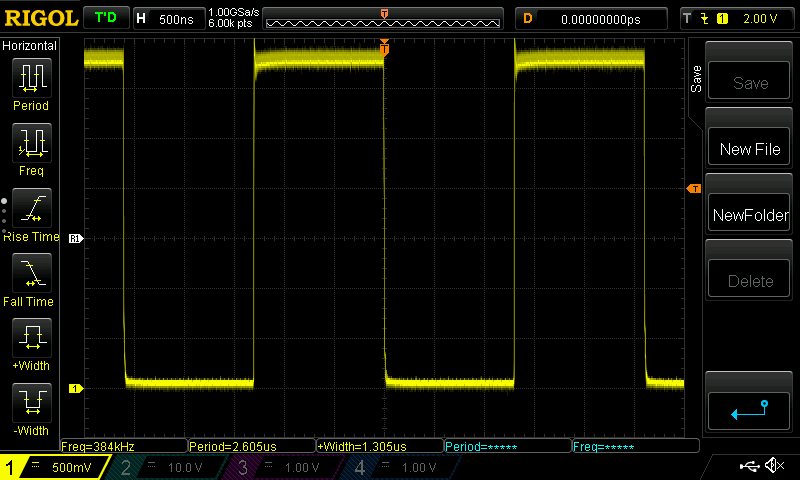 RIGOL T'D H 500ns 1.00GSa/s 6.00k pts D 0.00000000ps T 1 2.00 V
Horizontal
Period
Freq
Rise Time
Fall Time
+Width
-Width
T
T
R1
1
Save
Save
New File
NewFolder
Delete
Freq=384kHz Period=2.605us +Width=1.305us Period=***** Freq=*****
1 500mV 2 10.0 V 3 1.00 V 4 1.00 V